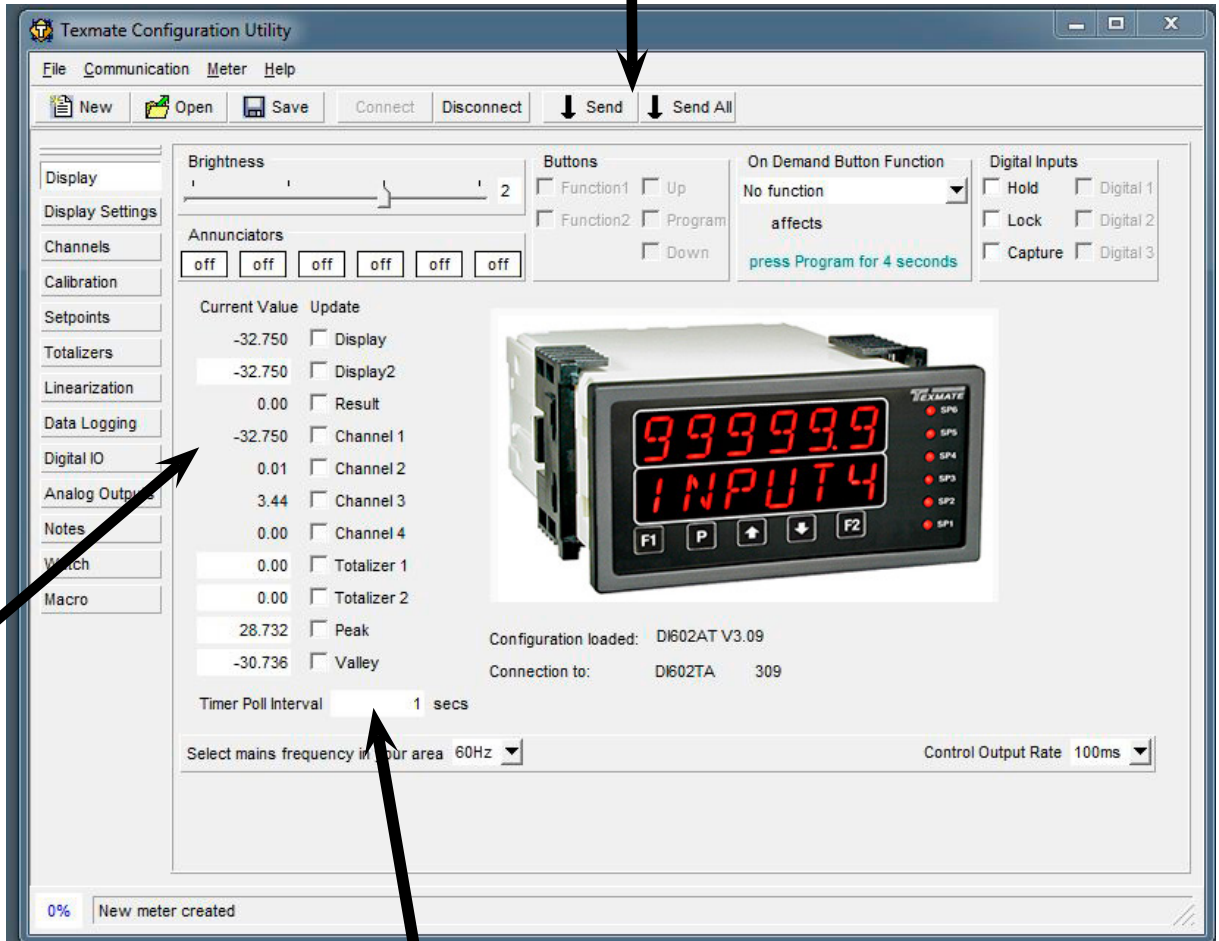 Texmate Configuration Utility
File Communication Meter Help
New Open Save Connect Disconnect Send Send All
Display
Display Settings
Channels
Calibration
Setpoints
Totalizers
Linearization
Data Logging
Digital IO
Analog Outputs
Notes
Watch
Macro
Brightness
2
Annunciators
off off off off off off
Buttons
Function1 Up
Function2 Program
Down
On Demand Button Function
No function
affects
press Program for 4 seconds
Digital Inputs
Hold Digital 1
Lock Digital 2
Capture Digital 3
Current Value Update
-32.750 Display
-32.750 Display2
0.00 Result
-32.750 Channel 1
0.01 Channel 2
3.44 Channel 3
0.00 Channel 4
0.00 Totalizer 1
0.00 Totalizer 2
28.732 Peak
-30.736 Valley
Timer Poll Interval 1 secs
TEXMATE
99999.9
INPUT4
SP6
SP5
SP4
SP3
SP2
SP1
F1 P F2
Configuration loaded: DI602AT V3.09
Connection to: DI602TA 309
Select mains frequency in your area 60Hz
Control Output Rate 100ms
0% New meter created